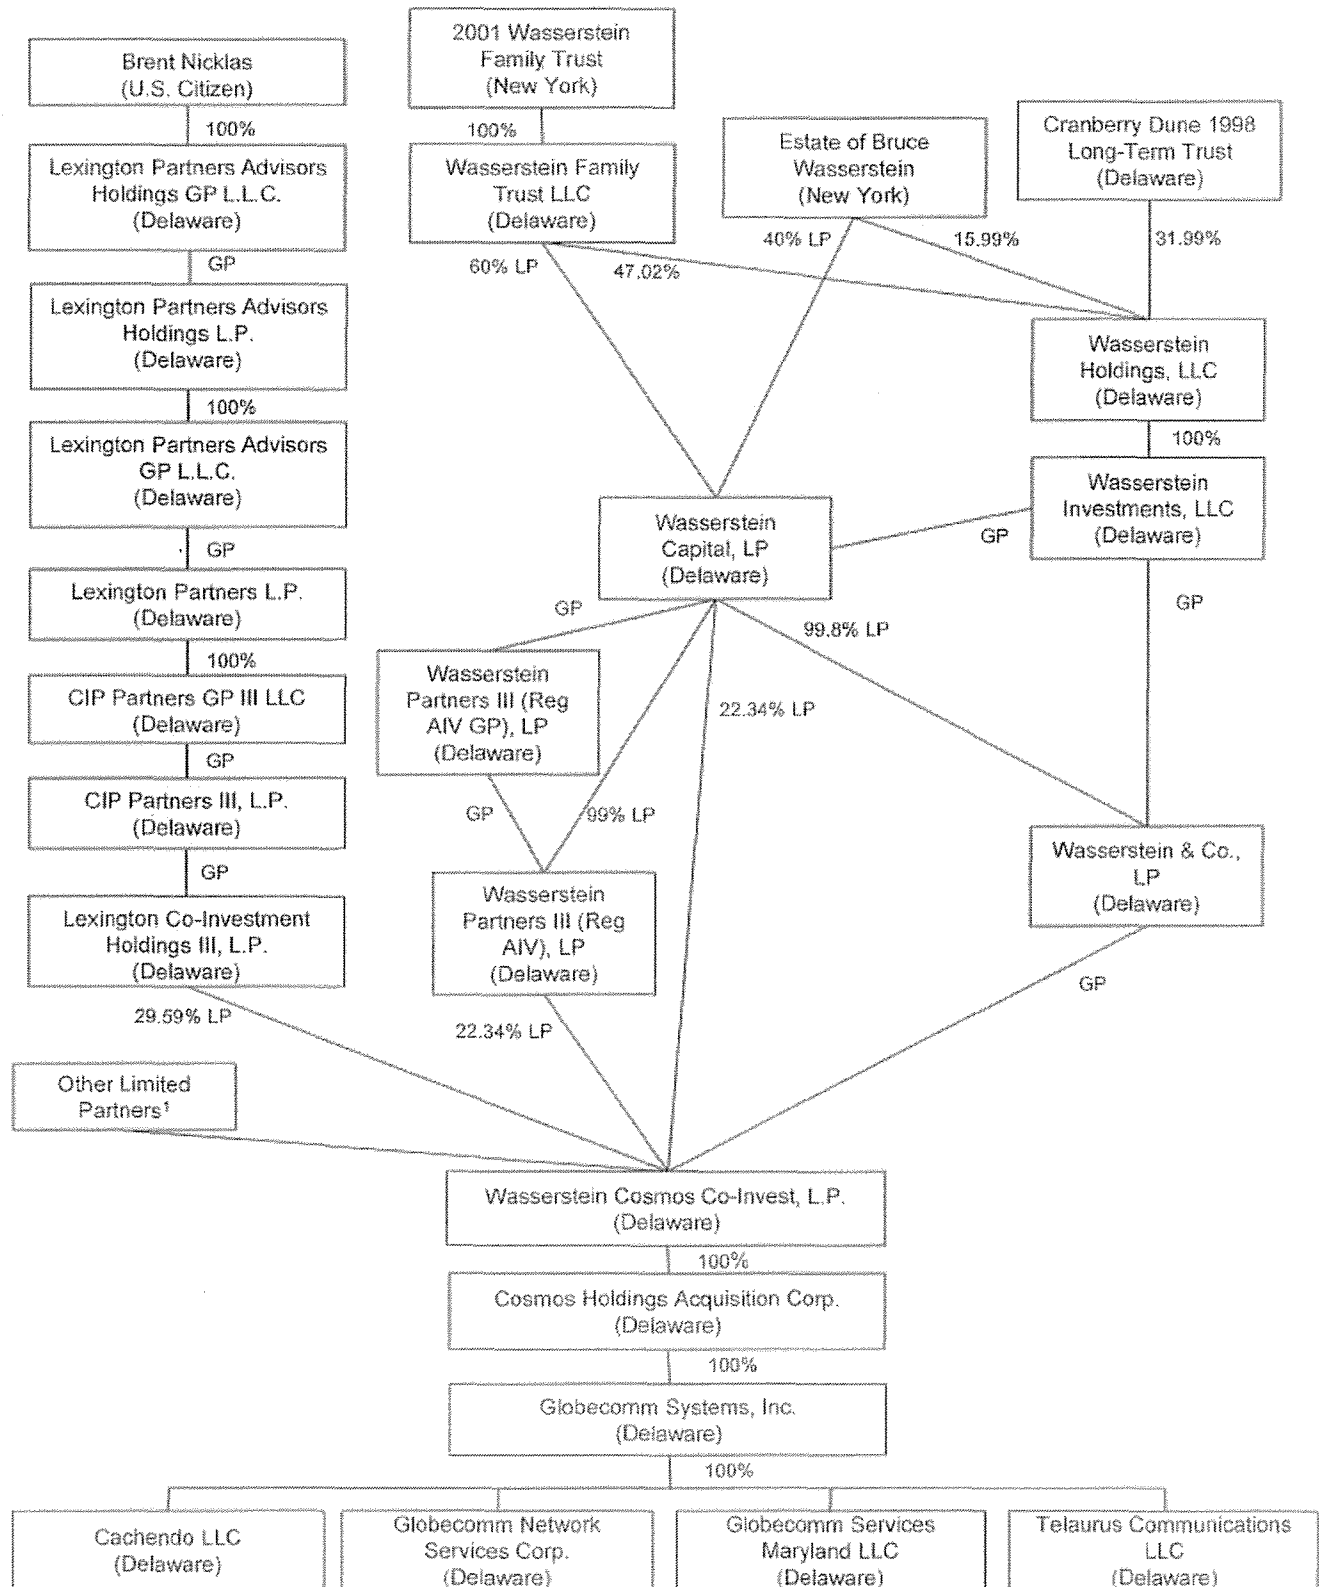 Brent Nicklas
(U.S. Citizen)
100%
Lexington Partners Advisors
Holdings GP L.L.C.
(Delaware)
GP
Lexington Partners Advisors
Holdings L.P.
(Delaware)
100%
Lexington Partners Advisors
GP L.L.C.
(Delaware)
GP
Lexington Partners L.P.
(Delaware)
100%
CIP Partners GP III LLC
(Delaware)
GP
CIP Partners III, L.P.
(Delaware)
GP
Lexington Co-Investment
Holdings III, L.P.
(Delaware)
29.59% LP
Other Limited
Partners¹
2001 Wasserstein
Family Trust
(New York)
100%
Wasserstein Family
Trust LLC
(Delaware)
60% LP
47.02%
Estate of Bruce
Wasserstein
(New York)
40% LP
15.99%
Cranberry Dune 1998
Long-Term Trust
(Delaware)
31.99%
Wasserstein
Holdings, LLC
(Delaware)
100%
Wasserstein
Investments, LLC
(Delaware)
GP
GP
Wasserstein
Capital, LP
(Delaware)
GP
99.8% LP
22.34% LP
Wasserstein
Partners III (Reg
AIV GP), LP
(Delaware)
GP
99% LP
Wasserstein
Partners III (Reg
AIV), LP
(Delaware)
22.34% LP
Wasserstein & Co.,
LP
(Delaware)
GP
Wasserstein Cosmos Co-Invest, L.P.
(Delaware)
100%
Cosmos Holdings Acquisition Corp.
(Delaware)
100%
Globecomm Systems, Inc.
(Delaware)
100%
Cachendo LLC
(Delaware)
Globecomm Network
Services Corp.
(Delaware)
Globecomm Services
Maryland LLC
(Delaware)
Telaurus Communications
LLC
(Delaware)